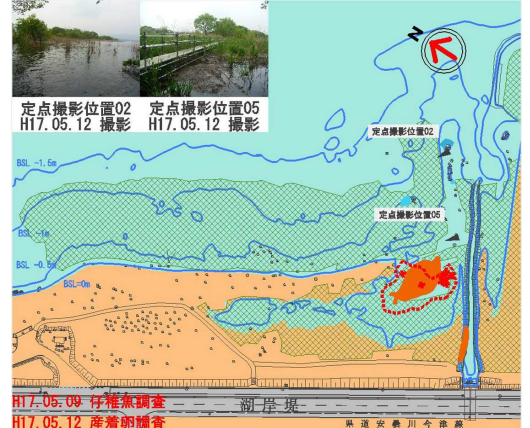 定点撮影位置02
H17.05.12 撮影
定点撮影位置05
H17.05.12 撮影
N
定点撮影位置02
BSL -1.5m
定点撮影位置05
BSL -1m
BSL -0.5m
BSL=0m
H17.05.09 仔稚魚調査
湖岸堤
H17.05.12 産着卵調査
県道安曇川今津線